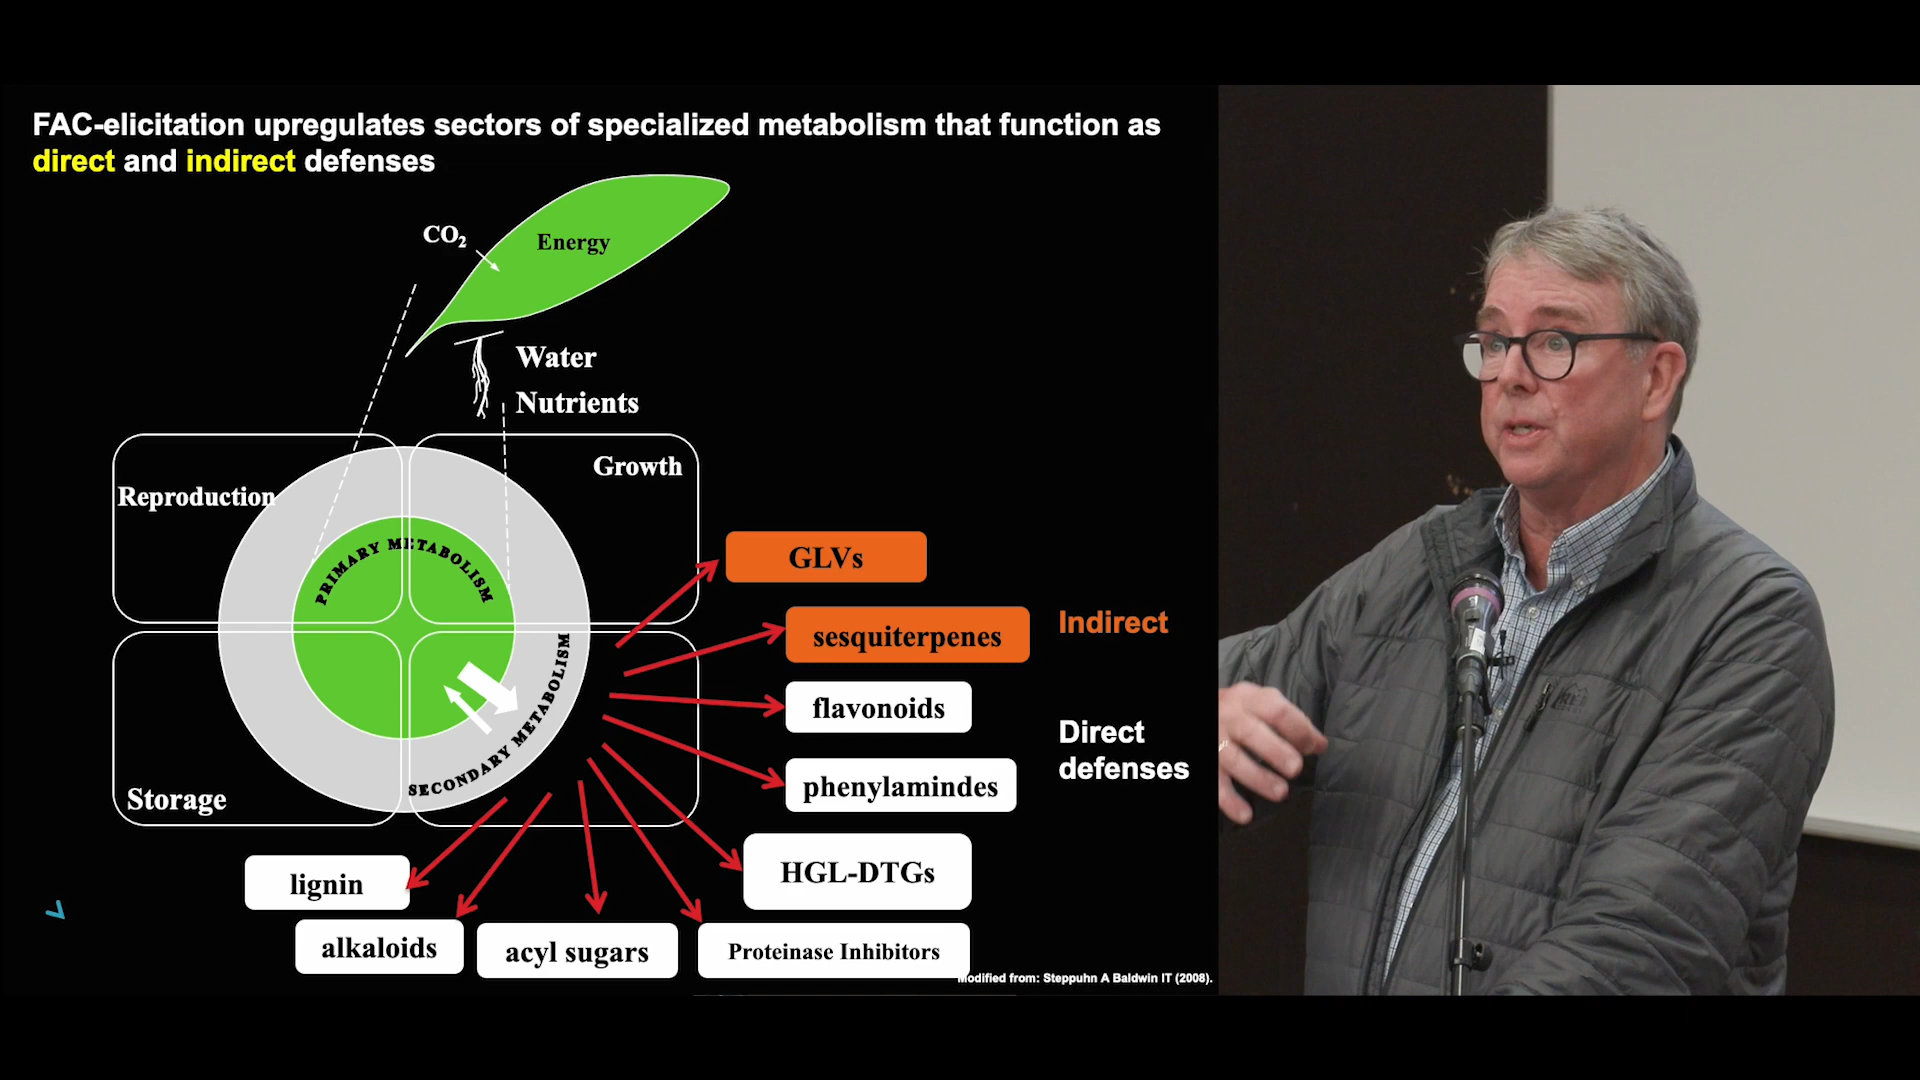 FAC-elicitation upregulates sectors of specialized metabolism that function as
direct and indirect defenses
CO₂
Energy
Water
Nutrients
Reproduction
Growth
PRIMARY METABOLISM
SECONDARY METABOLISM
Storage
GLVs
sesquiterpenes
Indirect
flavonoids
Direct
defenses
phenylamindes
HGL-DTGs
lignin
alkaloids
acyl sugars
Proteinase Inhibitors
Modified from: Steppuhn A Baldwin IT (2008).